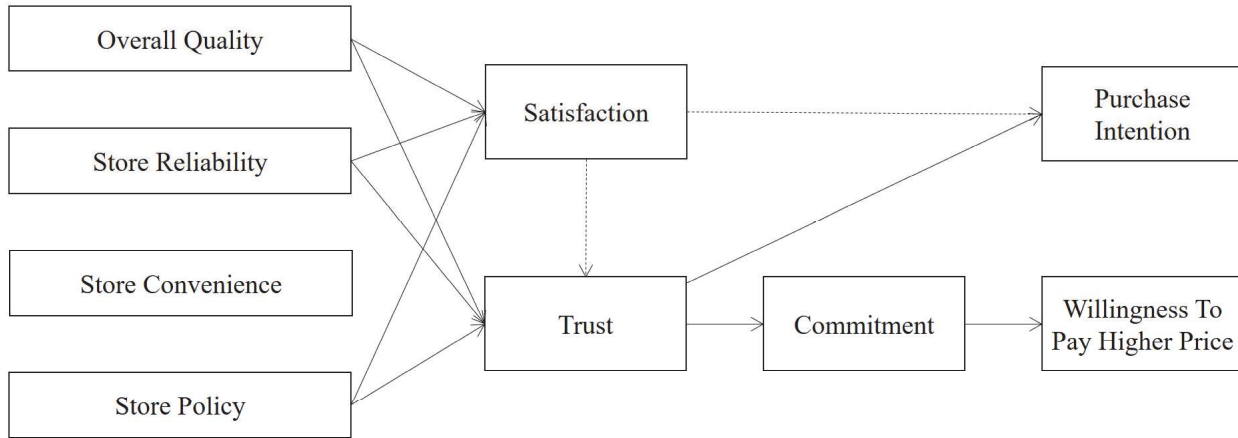 Overall Quality
Store Reliability
Store Convenience
Store Policy
Satisfaction
Trust
Commitment
Purchase
Intention
Willingness To
Pay Higher Price